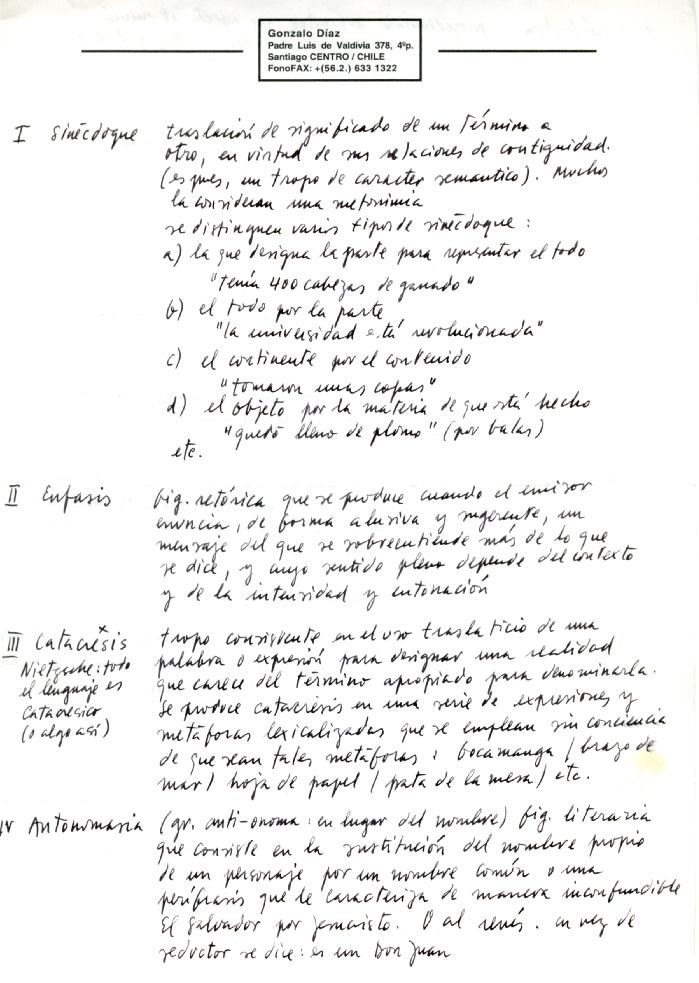 Gonzalo Díaz
Padre Luis de Valdivia 378, 4ºp.
Santiago CENTRO / CHILE
FonoFAX: +(56.2.) 633 1322
I Sinécdoque traslación de significado de un término a
otro, en virtud de sus relaciones de contigüidad.
(es pues, un tropo de caracter semantico). Muchos
la consideran una metonimia
se distinguen varios tipos de sinécdoque :
a) la que designa la parte para representar el todo
"tenía 400 cabezas de ganado"
b) el todo por la parte
"la universidad está revolucionada"
c) el continente por el contenido
"tomaron unas copas"
d) el objeto por la materia de que está hecho
"quedó lleno de plomo" (por balas)
etc.
II Enfasis fig. retórica que se produce cuando el emisor
enuncia, de forma alusiva y sugerente, un
mensaje del que se sobreentiende más de lo que
se dice, y cuyo sentido pleno depende del contexto
y de la intensidad y entonación
III Catacrēsis x tropo consistente en el uso traslaticio de una
Nietzsche: todo palabra o expresión para designar una realidad
el lenguaje es que carece del término apropiado para denominarla.
catacrésico Se produce catacresis en una serie de expresiones y
(o algo así) metáforas lexicalizadas que se emplean sin conciencia
de que sean tales metáforas : bocamanga / brazo de
mar / hoja de papel / pata de la mesa / etc.
IV Antonomasia (gr. anti-onoma : en lugar del nombre) fig. literaria
que consiste en la sustitución del nombre propio
de un personaje por un nombre común o una
perífrasis que le caracteriza de manera inconfundible
El Salvador por Jesucristo. O al revés. en vez de
seductor se dice: es un Don Juan